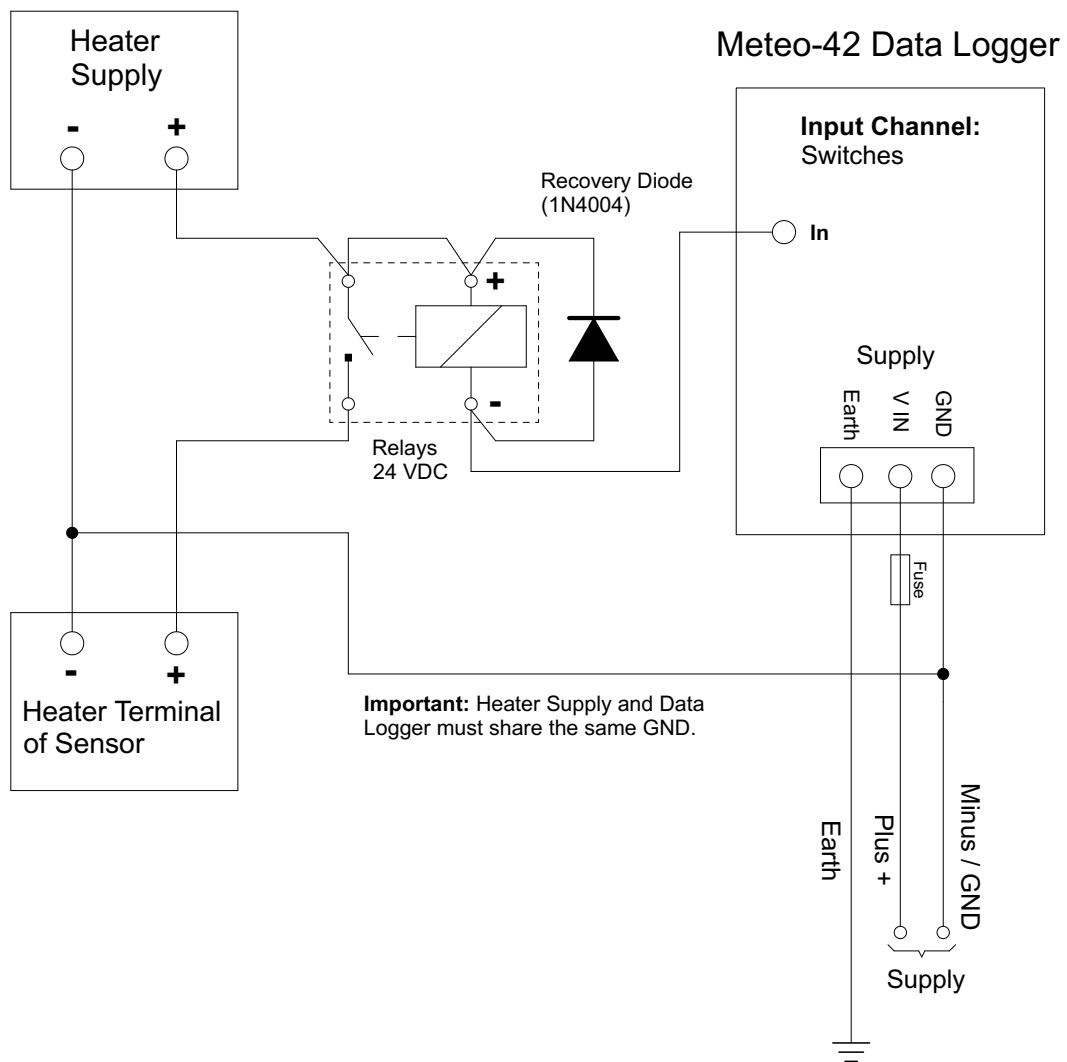 Heater
Supply
- +
Meteo-42 Data Logger
Input Channel:
Switches
In
Recovery Diode
(1N4004)
+
-
Relays
24 VDC
Supply
Earth
V IN
GND
Fuse
- +
Heater Terminal
of Sensor
Important: Heater Supply and Data
Logger must share the same GND.
Earth
Plus +
Minus / GND
Supply